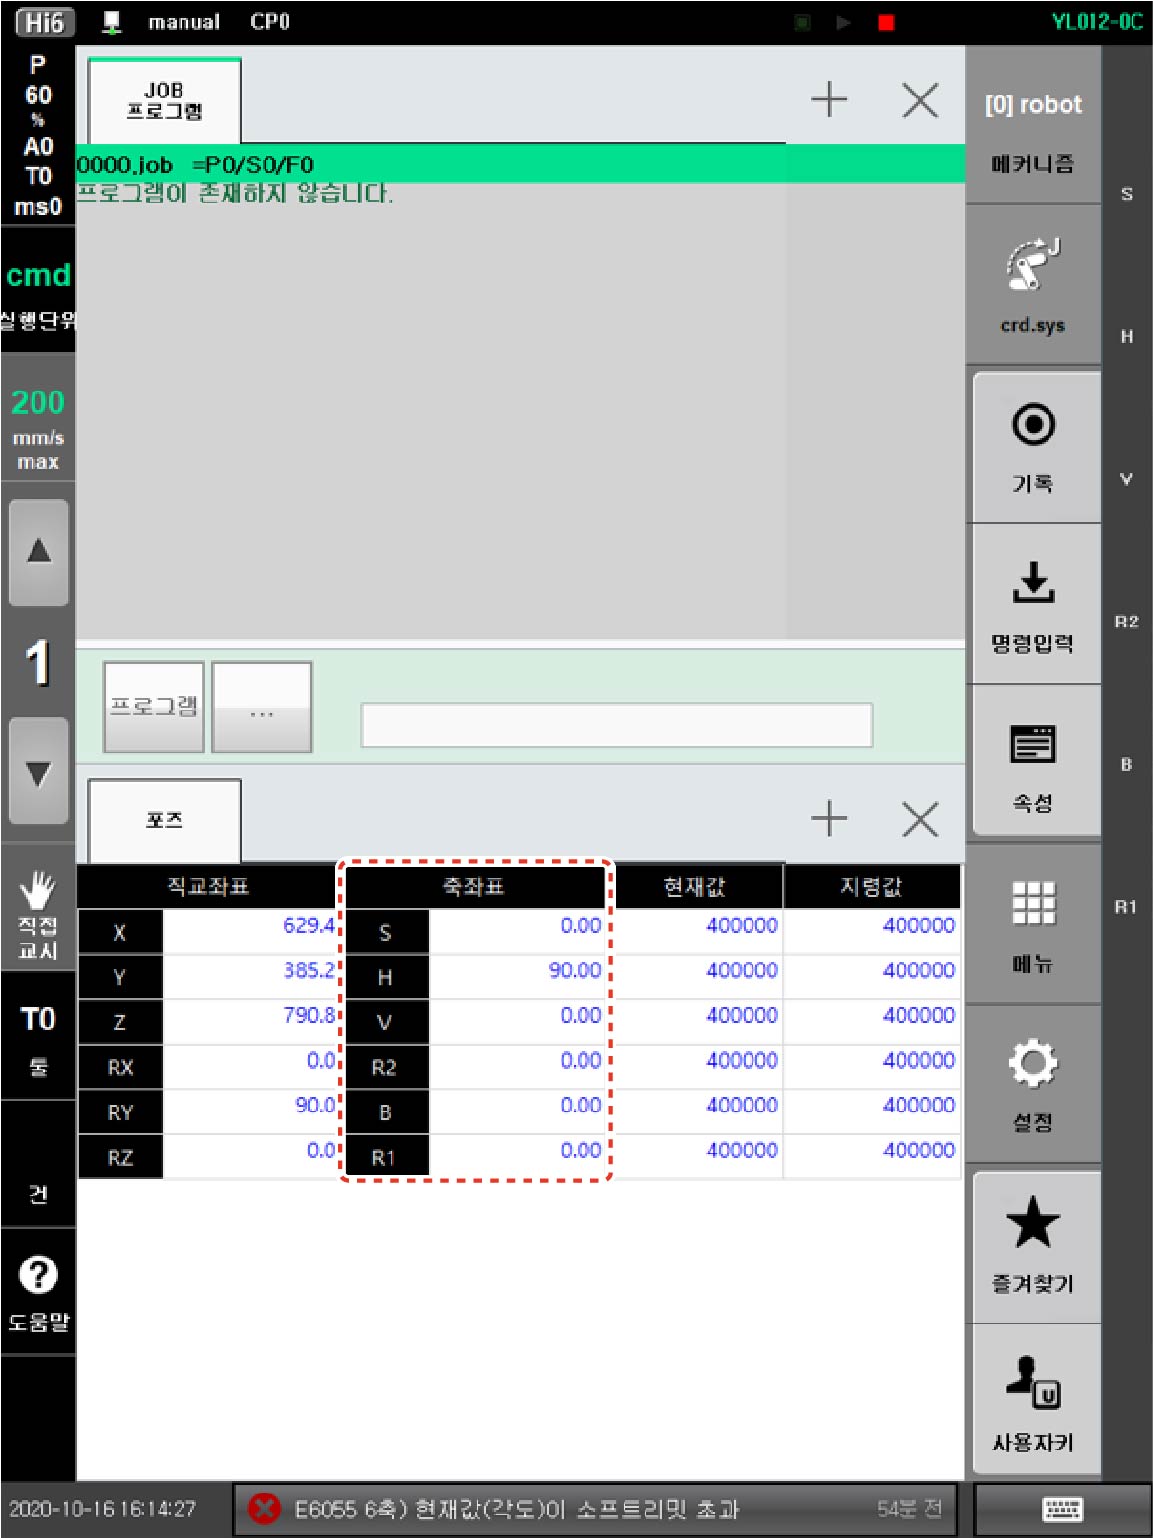 Hi6 manual CP0 YL012-0C
P
60
%
A0
T0
ms0
cmd
실행단위
200
mm/s
max
1
직접
교시
T0
툴
건
?
도움말
JOB
프로그램
0000.job =P0/S0/F0
프로그램이 존재하지 않습니다.
프로그램 ...
포즈
직교좌표 축좌표 현재값 지령값
X 629.4 S 0.00 400000 400000
Y 385.2 H 90.00 400000 400000
Z 790.8 V 0.00 400000 400000
RX 0.0 R2 0.00 400000 400000
RY 90.0 B 0.00 400000 400000
RZ 0.0 R1 0.00 400000 400000
[0] robot
메커니즘
J
crd.sys
기록
명령입력
속성
메뉴
설정
즐겨찾기
U
사용자키
S
H
V
R2
B
R1
2020-10-16 16:14:27 E6055 6축) 현재값(각도)이 소프트리밋 초과 54분 전